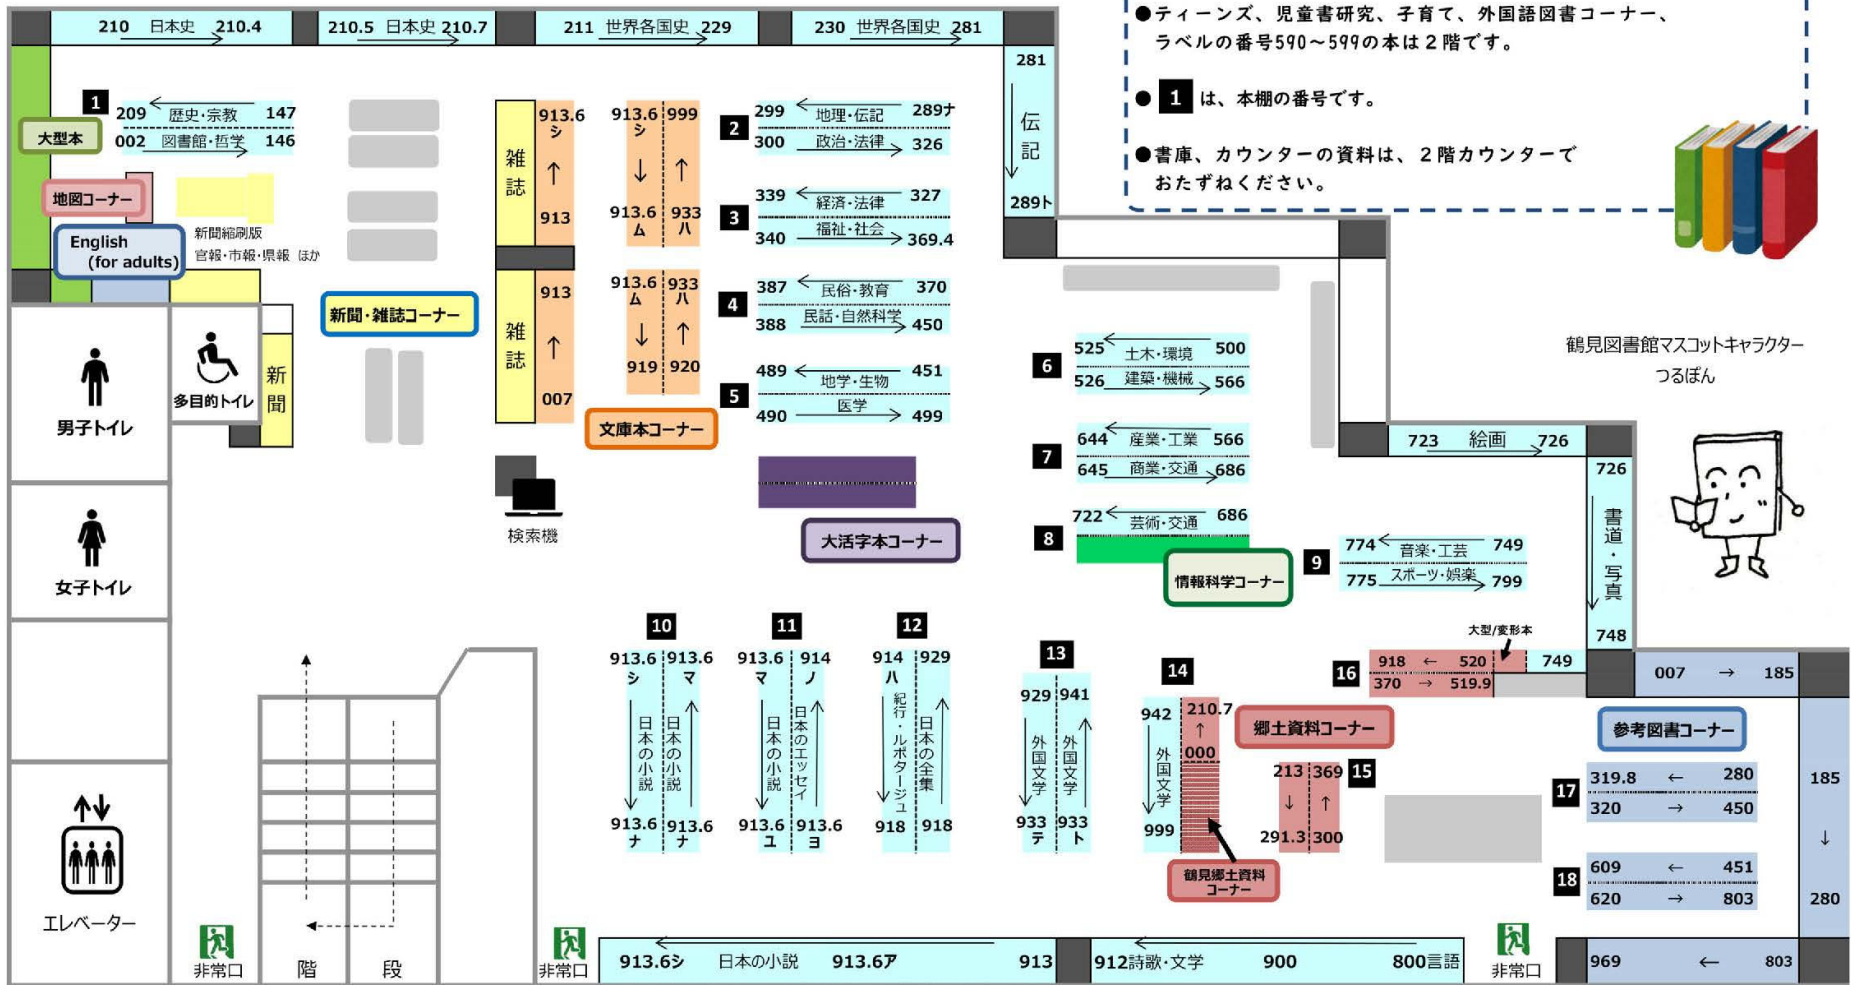 210 日本史 210.4
210.5 日本史 210.7
211 世界各国史 229
230 世界各国史 281
●ティーンズ、児童書研究、子育て、外国語図書コーナー、
ラベルの番号590~599の本は2階です。
● 1 は、本棚の番号です。
●書庫、カウンターの資料は、2階カウンターで
おたずねください。
281
伝記
289ト
1
209 歴史・宗教 147
002 図書館・哲学 146
大型本
地図コーナー
English
(for adults)
新聞縮刷版
官報・市報・県報 ほか
新聞・雑誌コーナー
雑誌
913.6
シ
913
雑誌
913
007
913.6 999
シ
913.6 933
ム ハ
913.6 933
ム ハ
919 920
文庫本コーナー
2
299 地理・伝記 289ナ
300 政治・法律 326
3
339 経済・法律 327
340 福祉・社会 369.4
4
387 民俗・教育 370
388 民話・自然科学 450
5
489 地学・生物 451
490 医学 499
大活字本コーナー
検索機
男子トイレ
多目的トイレ
新聞
女子トイレ
エレベーター
6
525 土木・環境 500
526 建築・機械 566
7
644 産業・工業 566
645 商業・交通 686
8
722 芸術・交通 686
情報科学コーナー
9
774 音楽・工芸 749
775 スポーツ・娯楽 799
723 絵画 726
726
書道・写真
748
鶴見図書館マスコットキャラクター
つるぼん
10
913.6 913.6
シ マ
日本の小説 日本の小説
913.6 913.6
ナ ナ
11
913.6 914
マ ノ
日本の小説 日本のエッセイ
913.6 913.6
ユ ヨ
12
914 929
ハ
紀行・ルポタージュ 日本の全集
918 918
13
929 941
外国文学 外国文学
933 933
テ ト
14
942 210.7
↑
000
外国文学
999
鶴見郷土資料
コーナー
郷土資料コーナー
15
213 369
↓ ↑
291.3 300
大型/変形本
16
918 ← 520
749
370 → 519.9
007 → 185
参考図書コーナー
17
319.8 ← 280
320 → 450
18
609 ← 451
620 → 803
185
↓
280
969 ← 803
非常口
階段
非常口
913.6シ 日本の小説 913.6ア 913
912詩歌・文学 900 800言語
非常口